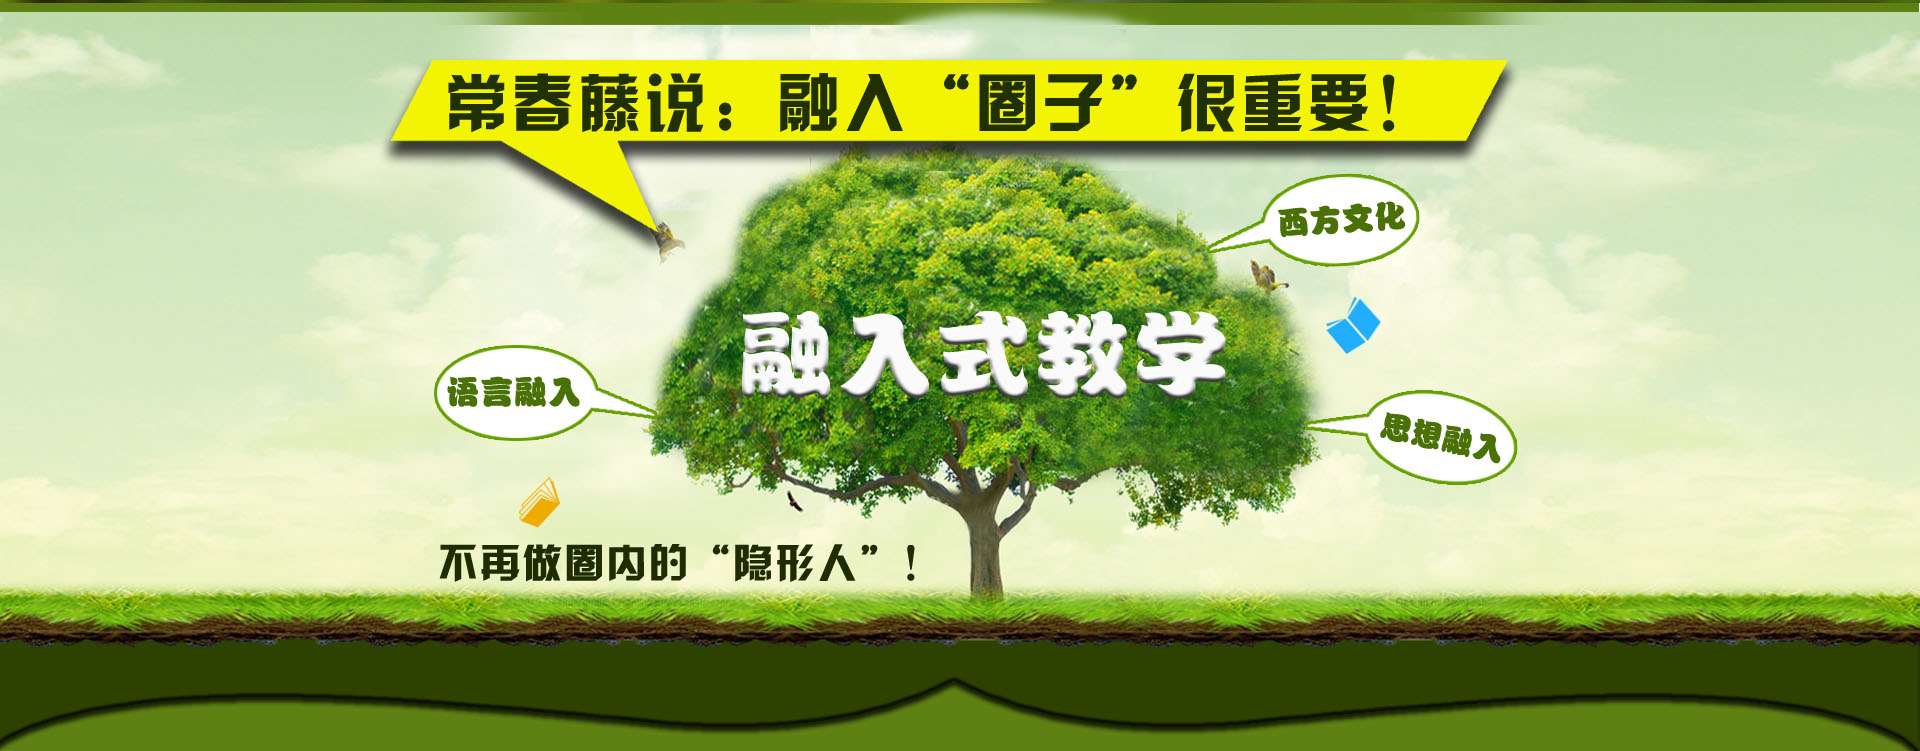 常春藤说：融入“圈子”很重要！
西方文化
融入式教学
语言融入
思想融入
不再做圈内的“隐形人”！